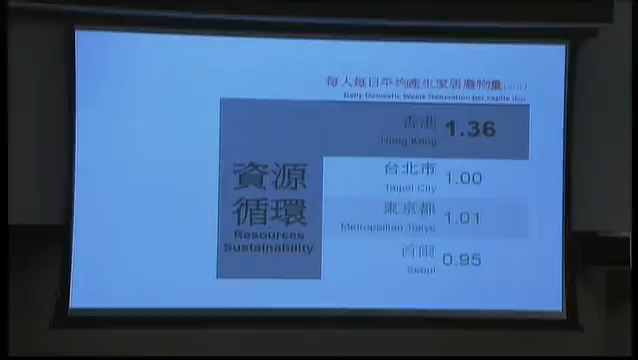 每人每日平均產生家居廢物量
Daily Domestic Waste Generation per capita
香港 1.36
Hong Kong
資源
循環
Resources
Sustainability
台北市 1.00
Taipei City
東京都 1.01
Metropolitan Tokyo
首爾 0.95
Seoul